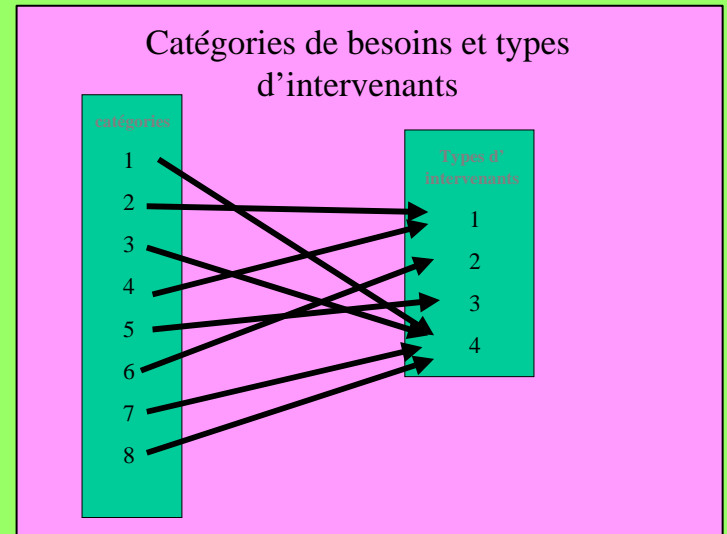 Catégories de besoins et types
d’intervenants
catégories
1
2
3
4
5
6
7
8
Types d’
intervenants
1
2
3
4